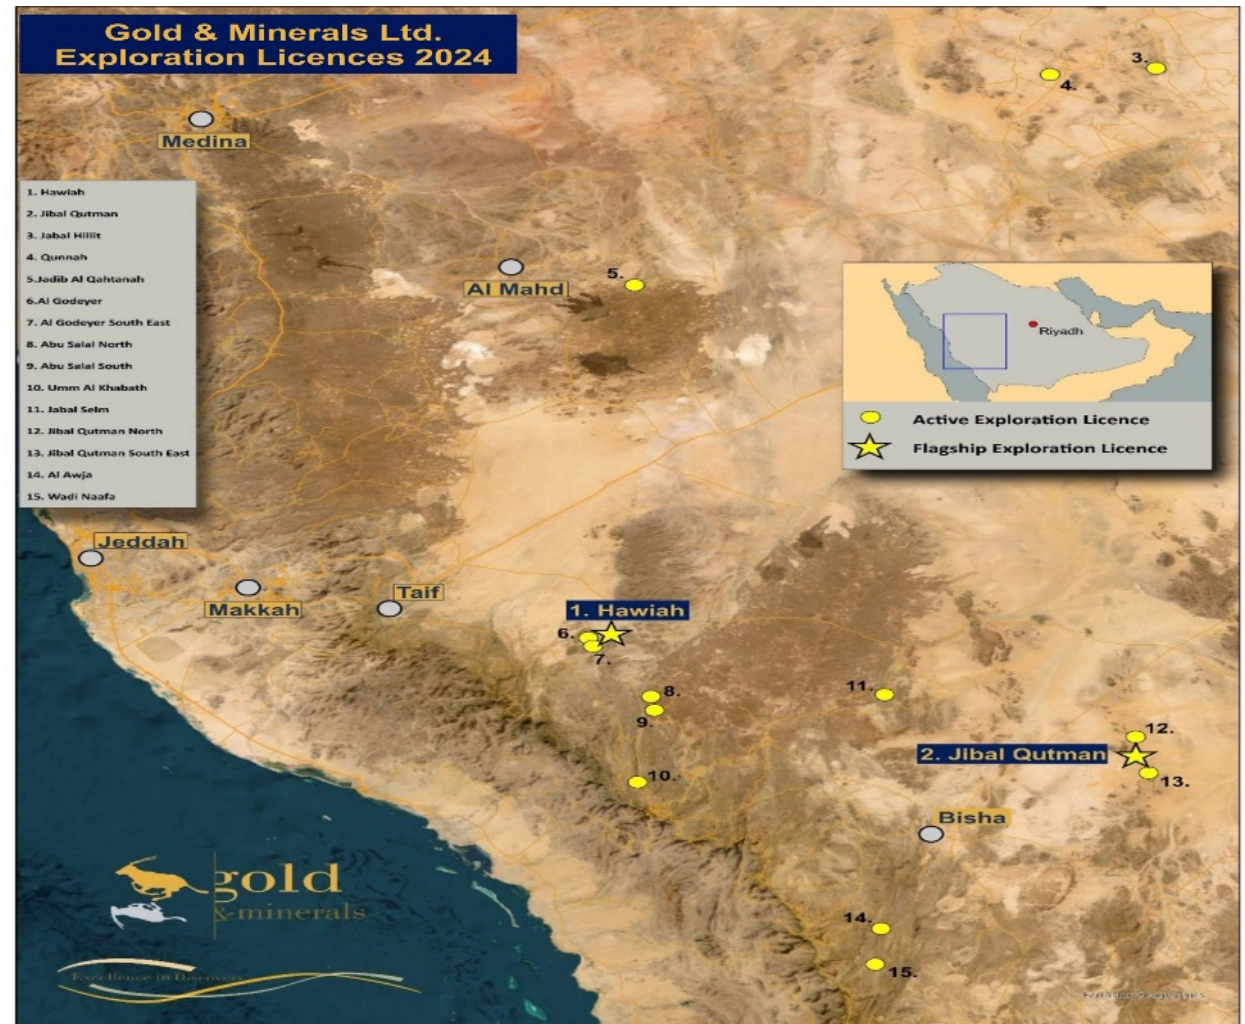 Gold & Minerals Ltd.
Exploration Licences 2024
3.
4.
Medina
1. Hawiah
2. Jibal Qutman
3. Jabal Hillit
4. Qunnah
5.Jadib Al Qahtanah
6.Al Godeyer
7. Al Godeyer South East
8. Abu Salal North
9. Abu Salal South
10. Umm Al Khabath
11. Jabal Selm
12. Jibal Qutman North
13. Jibal Qutman South East
14. Al Awja
15. Wadi Naafa
Al Mahd
5.
Riyadh
Active Exploration Licence
Flagship Exploration Licence
Jeddah
Makkah
Taif
1. Hawiah
6.
7.
8.
9.
10.
11.
12.
2. Jibal Qutman
13.
Bisha
14.
15.
gold
& minerals
Excellence in Discovery